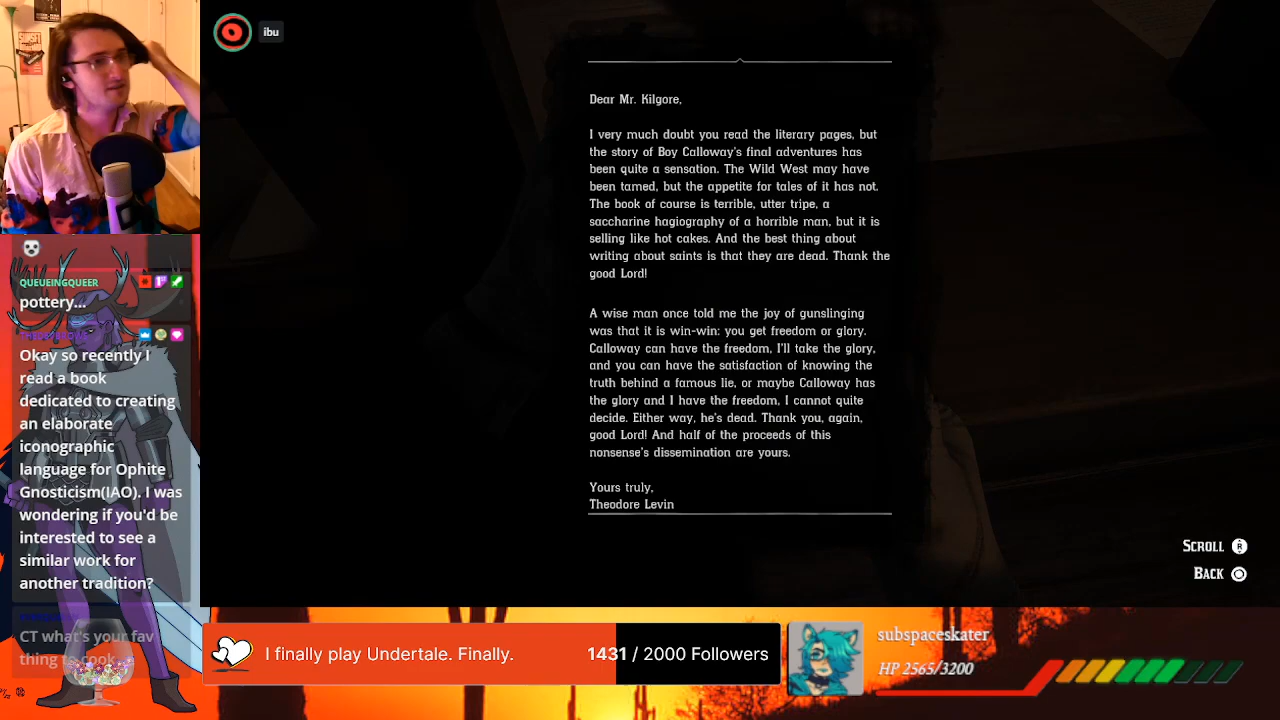 ibu
Dear Mr. Kilgore,
I very much doubt you read the literary pages, but
the story of Boy Calloway's final adventures has
been quite a sensation. The Wild West may have
been tamed, but the appetite for tales of it has not.
The book of course is terrible, utter tripe, a
saccharine hagiography of a horrible man, but it is
selling like hot cakes. And the best thing about
writing about saints is that they are dead. Thank the
good Lord!
A wise man once told me the joy of gunslinging
was that it is win-win: you get freedom or glory.
Calloway can have the freedom, I'll take the glory,
and you can have the satisfaction of knowing the
truth behind a famous lie, or maybe Calloway has
the glory and I have the freedom, I cannot quite
decide. Either way, he's dead. Thank you, again,
good Lord! And half of the proceeds of this
nonsense's dissemination are yours.
Yours truly,
Theodore Levin
SCROLL R
BACK
QUEUEINGQUEER
pottery...
Okay so recently I
read a book
dedicated to creating
an elaborate
iconographic
language for Ophite
Gnosticism(IAO). I was
wondering if you'd be
interested to see a
similar work for
another tradition?
CT what's your fav
thing to cook
I finally play Undertale. Finally.
1431 / 2000 Followers
subspaceskater
HP 2565/3200